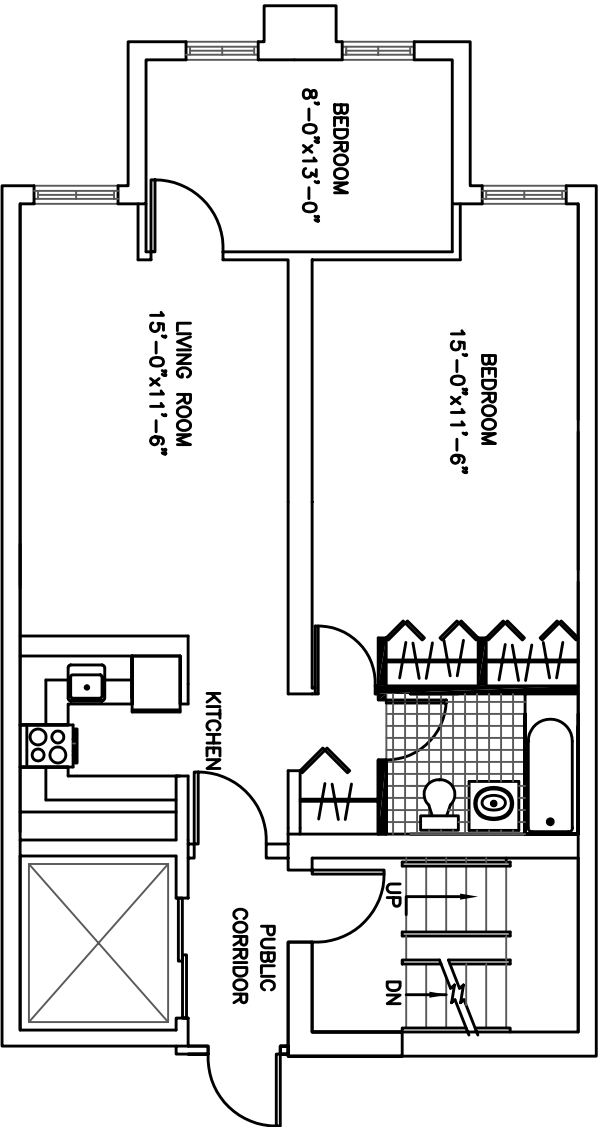 BEDROOM
8'-0"x13'-0"
BEDROOM
15'-0"x11'-6"
LIVING ROOM
15'-0"x11'-6"
KITCHEN
UP
PUBLIC
CORRIDOR
DN